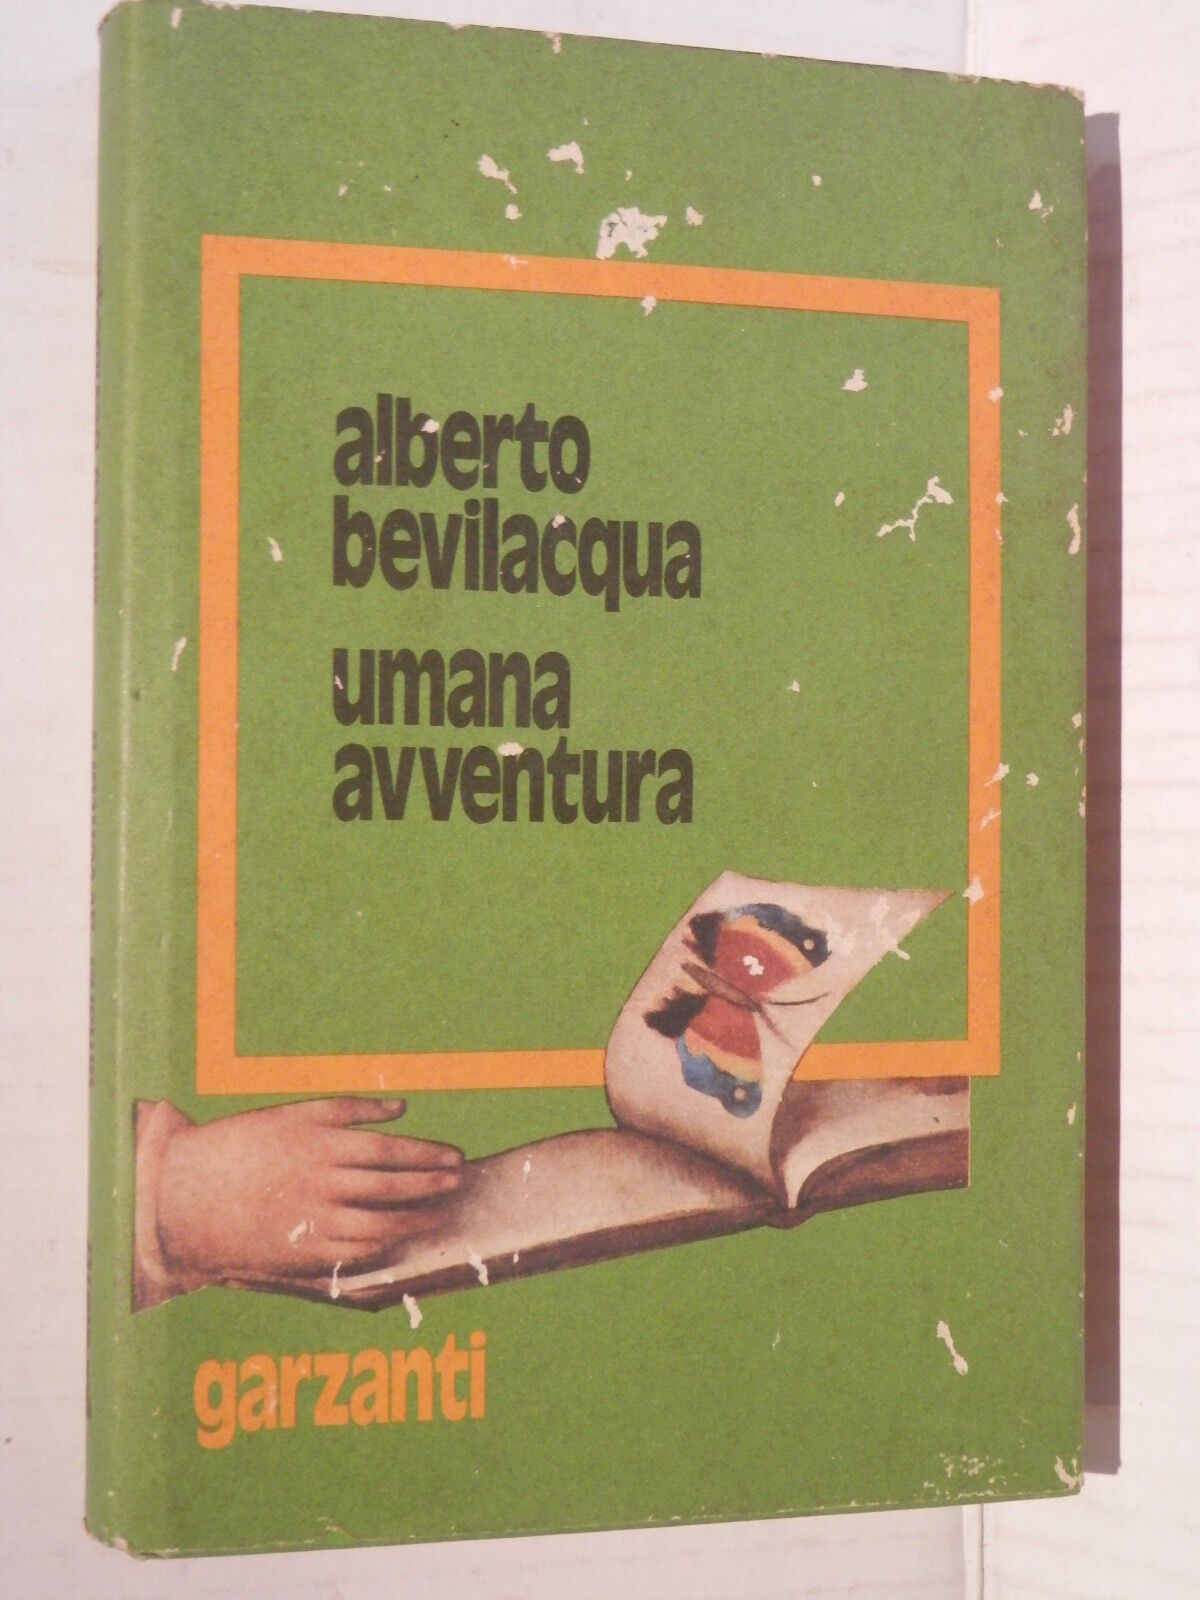 alberto
bevilacqua
umana
avventura
garzanti